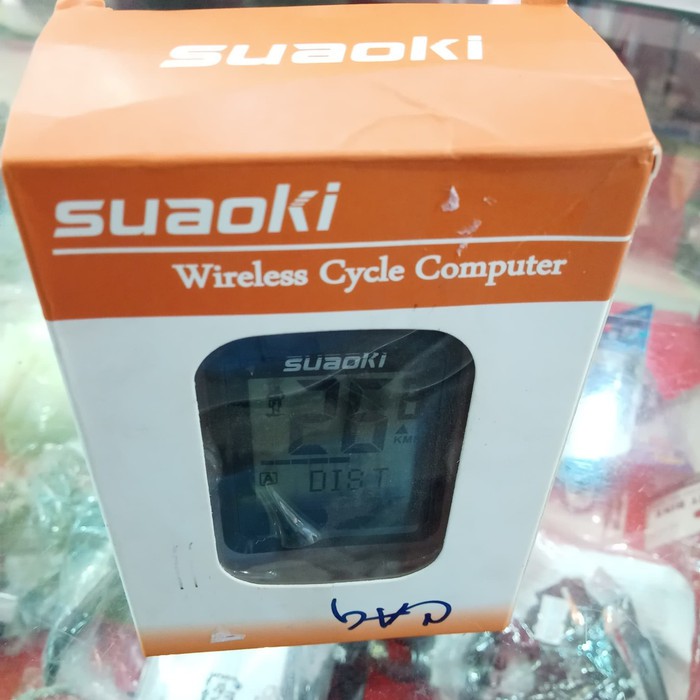 suaoki
suaoki
Wireless Cycle Computer
suaoki
DIST